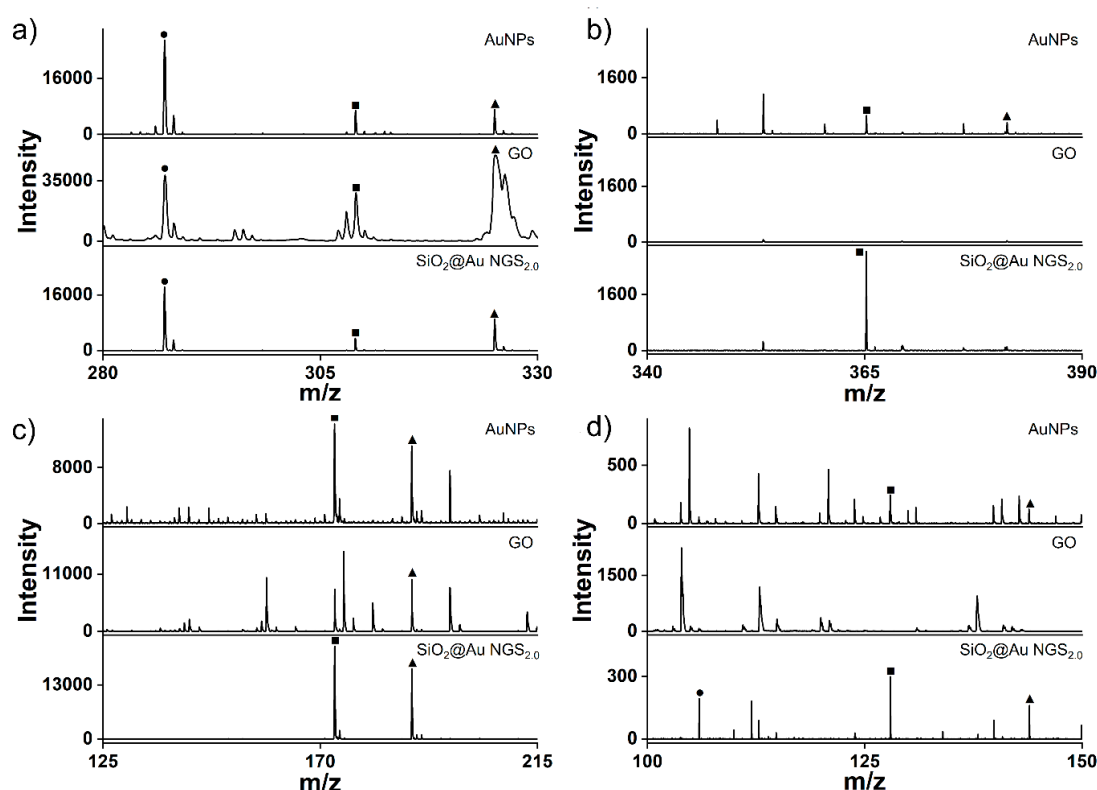 a)
AuNPs
16000
0
GO
35000
0
SiO2@Au NGS2.0
16000
0
280 305 330
m/z
Intensity
b)
AuNPs
1600
0
GO
1600
0
SiO2@Au NGS2.0
1600
0
340 365 390
m/z
Intensity
c)
AuNPs
8000
0
GO
11000
0
SiO2@Au NGS2.0
13000
0
125 170 215
m/z
Intensity
d)
AuNPs
500
0
GO
1500
0
SiO2@Au NGS2.0
300
0
100 125 150
m/z
Intensity